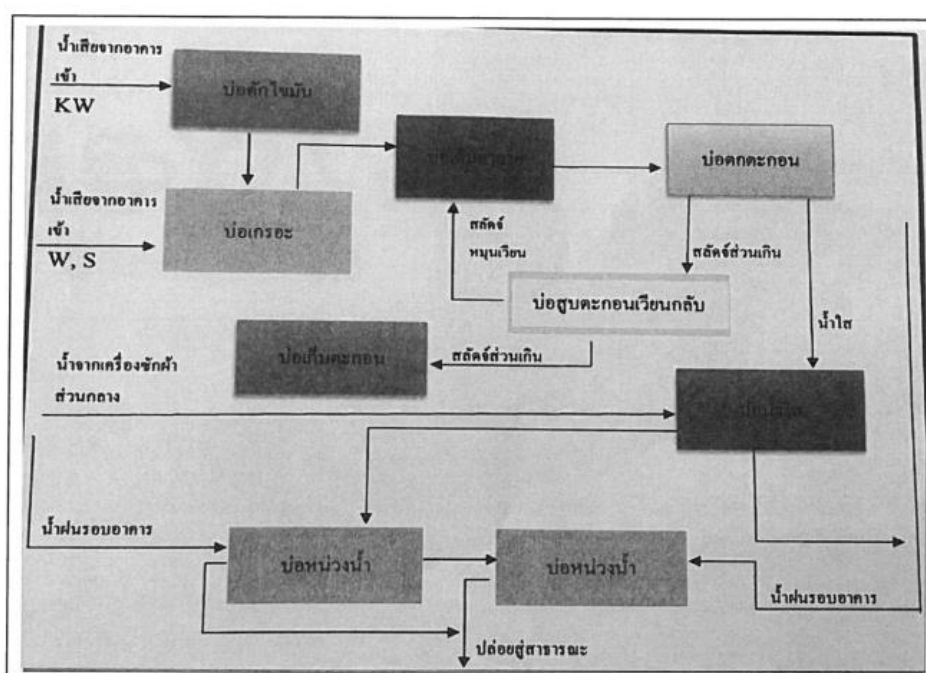 น้ำเสียจากอาคาร
เข้า
KW
บ่อดักไขมัน
บ่อเติมอากาศ
บ่อตกตะกอน
น้ำเสียจากอาคาร
เข้า
W, S
บ่อเกรอะ
สลัดจ์
หมุนเวียน
สลัดจ์ส่วนเกิน
บ่อสูบตะกอนเวียนกลับ
น้ำใส
บ่อเก็บตะกอน
สลัดจ์ส่วนเกิน
น้ำจากเครื่องซักผ้า
ส่วนกลาง
น้ำฝนรอบอาคาร
บ่อหน่วงน้ำ
บ่อหน่วงน้ำ
น้ำฝนรอบอาคาร
ปล่อยสู่สาธารณะ